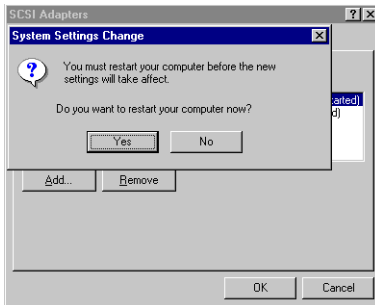 SCSI Adapters
System Settings Change
You must restart your computer before the new
settings will take affect.
Do you want to restart your computer now?
Yes
No
arted)
d)
Add...
Remove
OK
Cancel